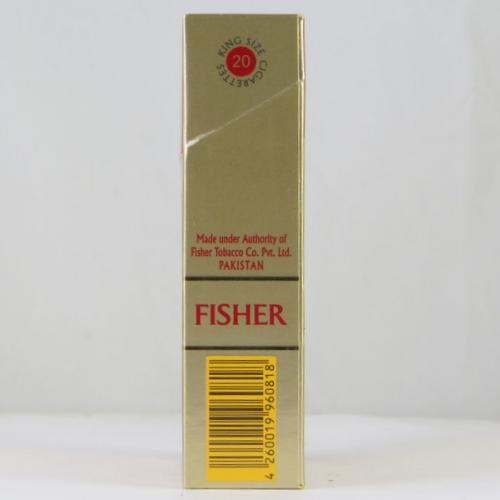 KING SIZE CIGARETTES
20
Made under Authority of
Fisher Tobacco Co. Pvt. Ltd.
PAKISTAN
FISHER
4 260019 960818